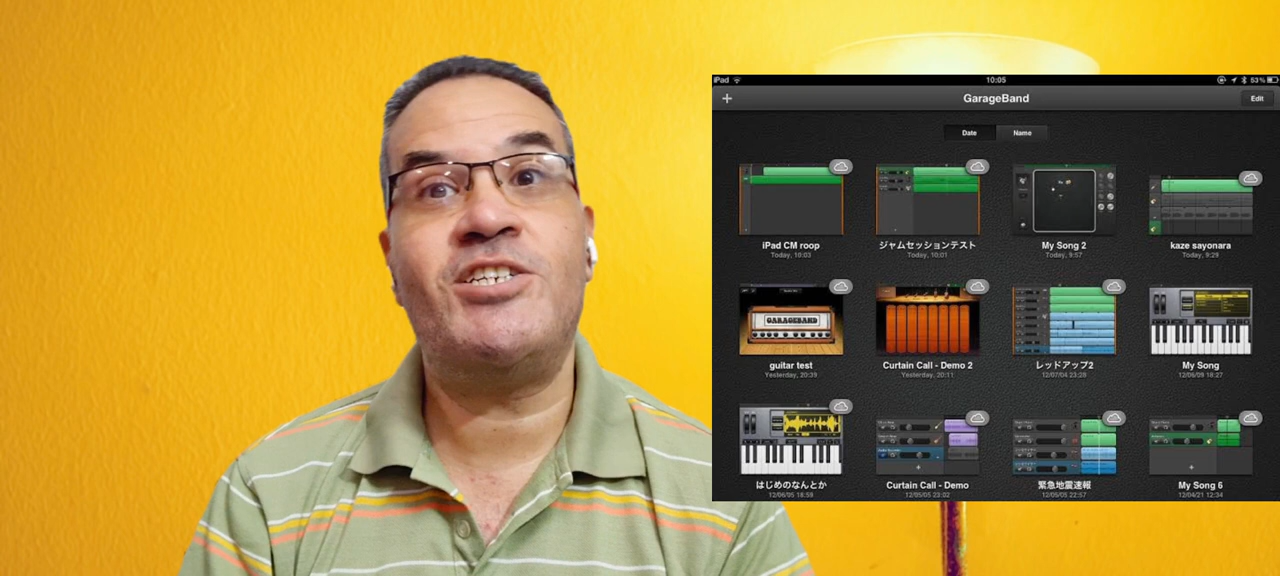 iPad
10:05
53%
GarageBand
Edit
Date
Name
iPad CM roop
Today, 10:03
ジャムセッションテスト
Today, 10:01
My Song 2
Today, 9:57
kaze sayonara
Today, 9:29
GARAGEBAND
guitar test
Yesterday, 20:39
Curtain Call - Demo 2
Yesterday, 20:11
レッドアップ2
12/07/04 23:28
My Song
12/06/09 18:27
はじめのなんとか
12/06/05 18:59
Curtain Call - Demo
12/05/05 23:02
緊急地震速報
12/05/05 22:57
My Song 6
12/04/21 12:34